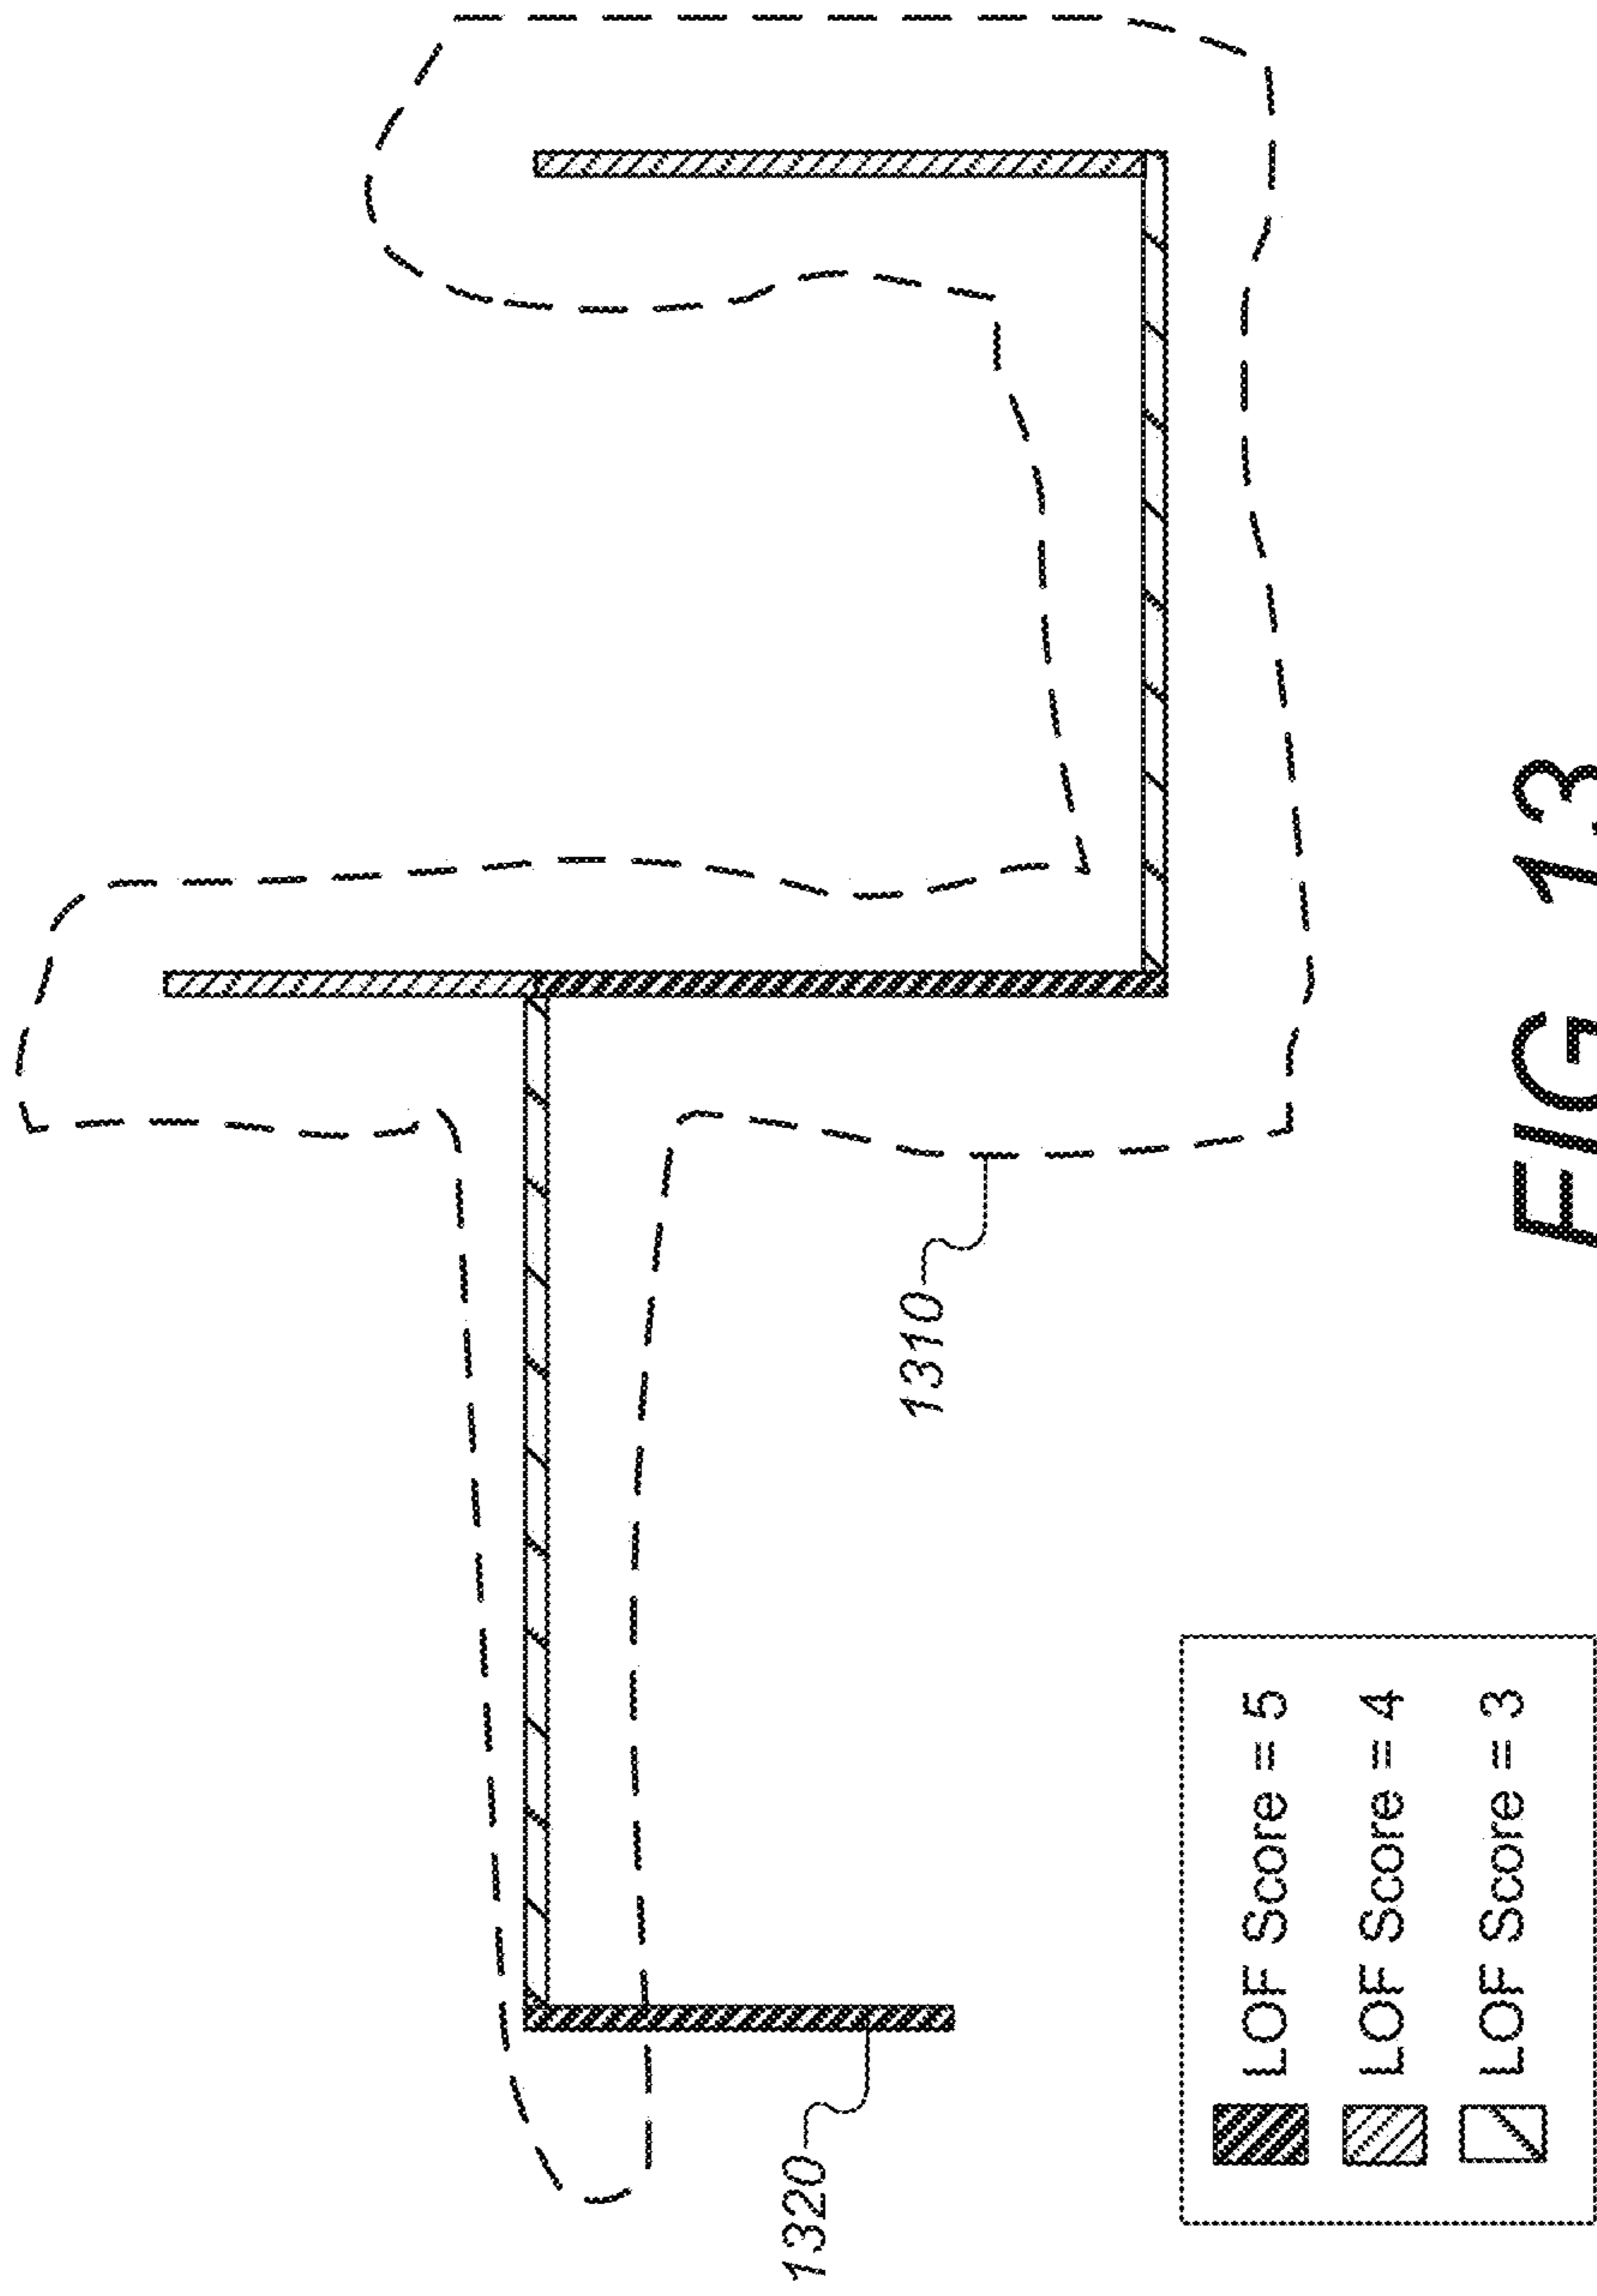 1310
1320
LOF Score = 5
LOF Score = 4
LOF Score = 3
FIG 13